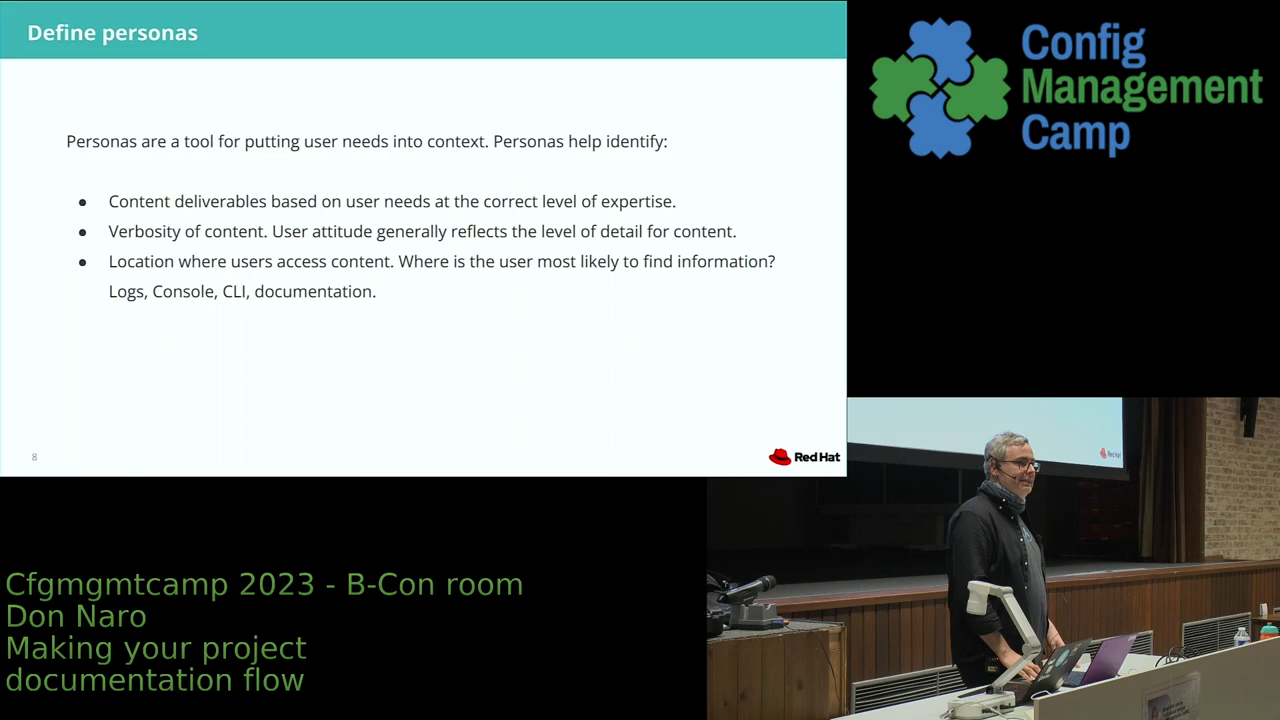 Define personas
Personas are a tool for putting user needs into context. Personas help identify:
● Content deliverables based on user needs at the correct level of expertise.
● Verbosity of content. User attitude generally reflects the level of detail for content.
● Location where users access content. Where is the user most likely to find information?
Logs, Console, CLI, documentation.
8
Red Hat
Config
Management
Camp
Red Hat
Cfgmgmtcamp 2023 - B-Con room
Don Naro
Making your project
documentation flow